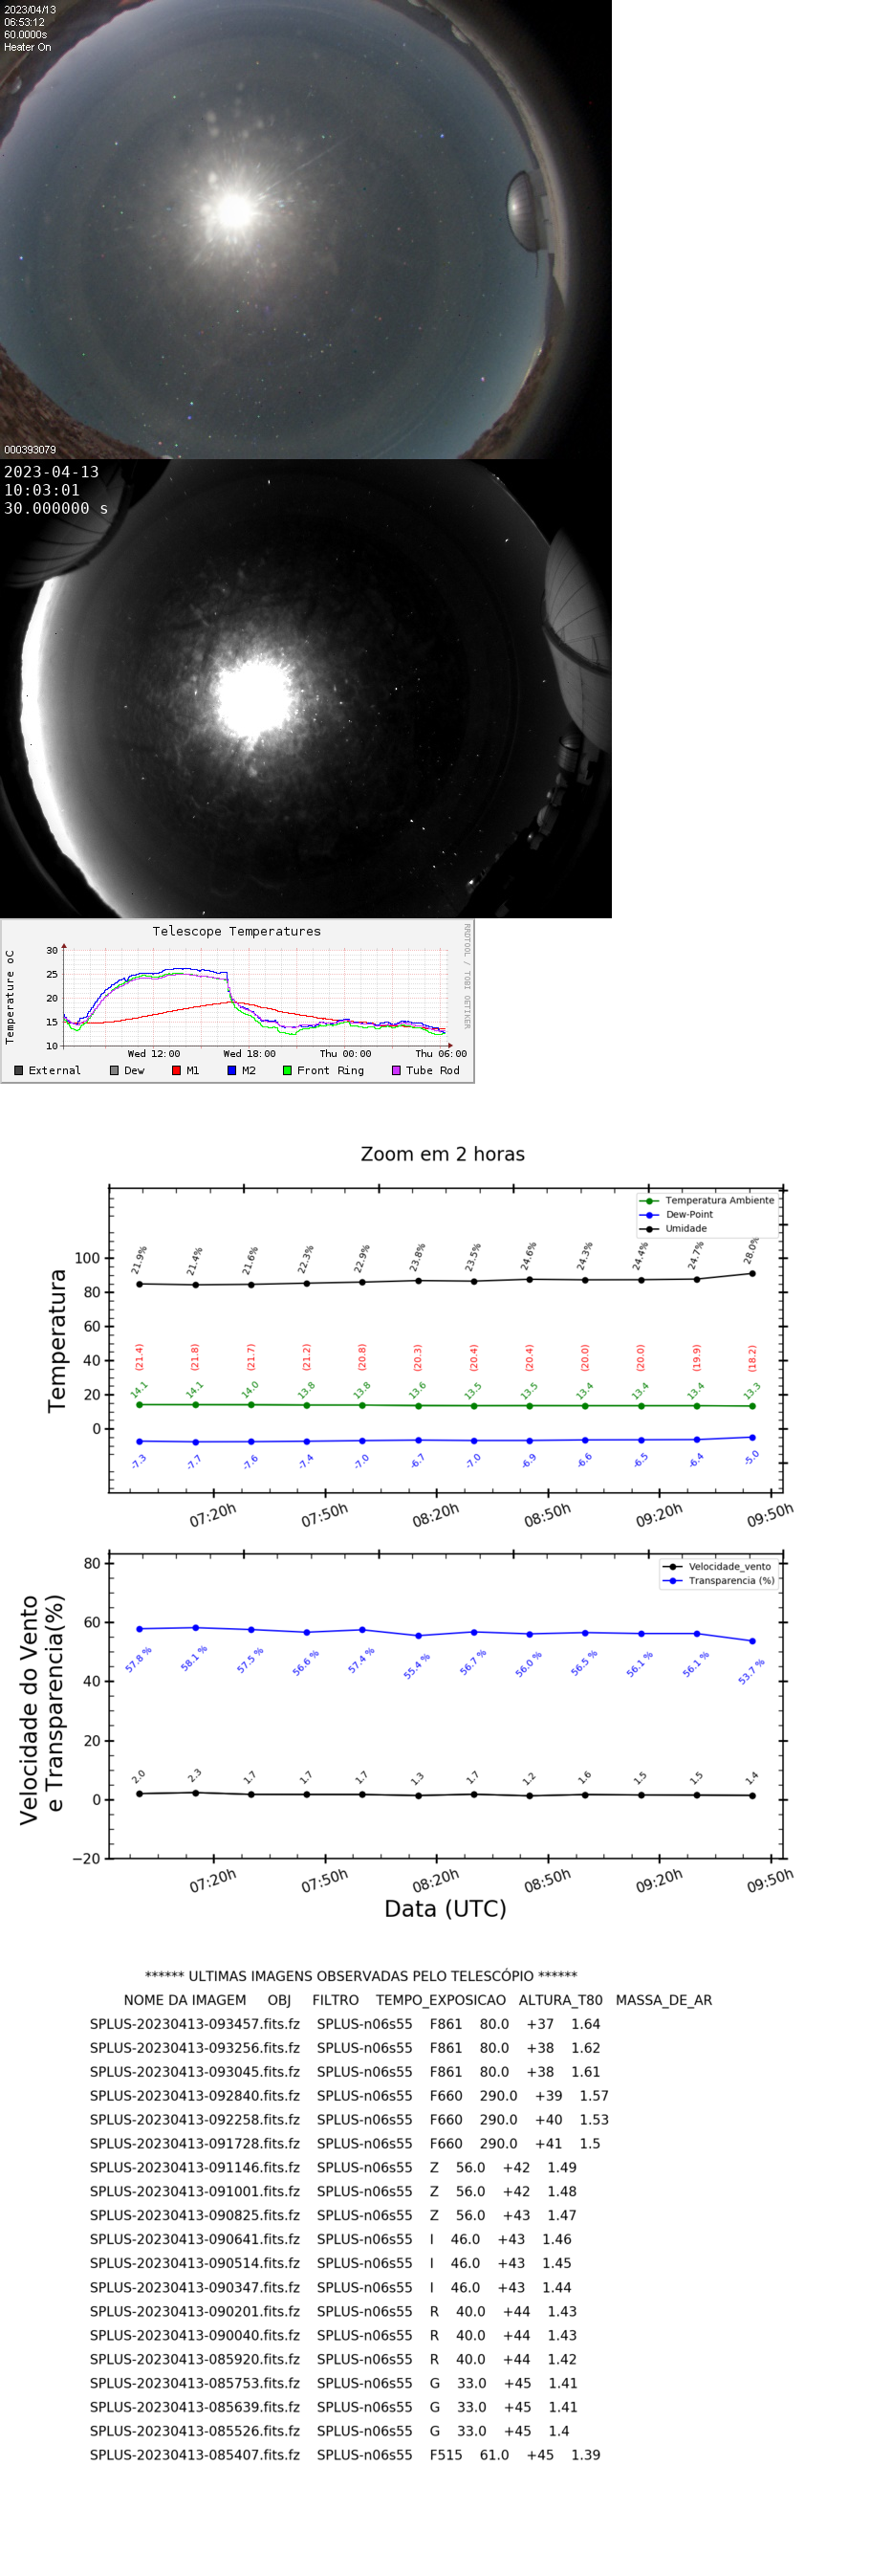 2023/04/13
06:53:12
60.0000s
Heater On
000393079
2023-04-13
10:03:01
30.000000 s
Telescope Temperatures
RRDTOOL / TOBI OETIKER
Temperature oC
30
25
20
15
10
Wed 12:00 Wed 18:00 Thu 00:00 Thu 06:00
External Dew M1 M2 Front Ring Tube Rod
Zoom em 2 horas
Temperatura Ambiente
Dew-Point
Umidade
Temperatura
100
80
60
40
20
0
21.9% 21.4% 21.6% 22.3% 22.9% 23.8% 23.5% 24.6% 24.3% 24.4% 24.7% 28.0%
(21.4) (21.8) (21.7) (21.2) (20.8) (20.3) (20.4) (20.4) (20.0) (20.0) (19.9) (18.2)
14.1 14.1 14.0 13.8 13.8 13.6 13.5 13.5 13.4 13.4 13.4 13.3
-7.3 -7.7 -7.6 -7.4 -7.0 -6.7 -7.0 -6.9 -6.6 -6.5 -6.4 -5.0
07:20h 07:50h 08:20h 08:50h 09:20h 09:50h
Velocidade_vento
Transparencia (%)
Velocidade do Vento
e Transparencia(%)
80
60
40
20
0
−20
57.8 % 58.1 % 57.5 % 56.6 % 57.4 % 55.4 % 56.7 % 56.0 % 56.5 % 56.1 % 56.1 % 53.7 %
2.0 2.3 1.7 1.7 1.7 1.3 1.7 1.2 1.6 1.5 1.5 1.4
07:20h 07:50h 08:20h 08:50h 09:20h 09:50h
Data (UTC)
****** ULTIMAS IMAGENS OBSERVADAS PELO TELESCÓPIO ******
NOME DA IMAGEM OBJ FILTRO TEMPO_EXPOSICAO ALTURA_T80 MASSA_DE_AR
SPLUS-20230413-093457.fits.fz SPLUS-n06s55 F861 80.0 +37 1.64
SPLUS-20230413-093256.fits.fz SPLUS-n06s55 F861 80.0 +38 1.62
SPLUS-20230413-093045.fits.fz SPLUS-n06s55 F861 80.0 +38 1.61
SPLUS-20230413-092840.fits.fz SPLUS-n06s55 F660 290.0 +39 1.57
SPLUS-20230413-092258.fits.fz SPLUS-n06s55 F660 290.0 +40 1.53
SPLUS-20230413-091728.fits.fz SPLUS-n06s55 F660 290.0 +41 1.5
SPLUS-20230413-091146.fits.fz SPLUS-n06s55 Z 56.0 +42 1.49
SPLUS-20230413-091001.fits.fz SPLUS-n06s55 Z 56.0 +42 1.48
SPLUS-20230413-090825.fits.fz SPLUS-n06s55 Z 56.0 +43 1.47
SPLUS-20230413-090641.fits.fz SPLUS-n06s55 I 46.0 +43 1.46
SPLUS-20230413-090514.fits.fz SPLUS-n06s55 I 46.0 +43 1.45
SPLUS-20230413-090347.fits.fz SPLUS-n06s55 I 46.0 +43 1.44
SPLUS-20230413-090201.fits.fz SPLUS-n06s55 R 40.0 +44 1.43
SPLUS-20230413-090040.fits.fz SPLUS-n06s55 R 40.0 +44 1.43
SPLUS-20230413-085920.fits.fz SPLUS-n06s55 R 40.0 +44 1.42
SPLUS-20230413-085753.fits.fz SPLUS-n06s55 G 33.0 +45 1.41
SPLUS-20230413-085639.fits.fz SPLUS-n06s55 G 33.0 +45 1.41
SPLUS-20230413-085526.fits.fz SPLUS-n06s55 G 33.0 +45 1.4
SPLUS-20230413-085407.fits.fz SPLUS-n06s55 F515 61.0 +45 1.39